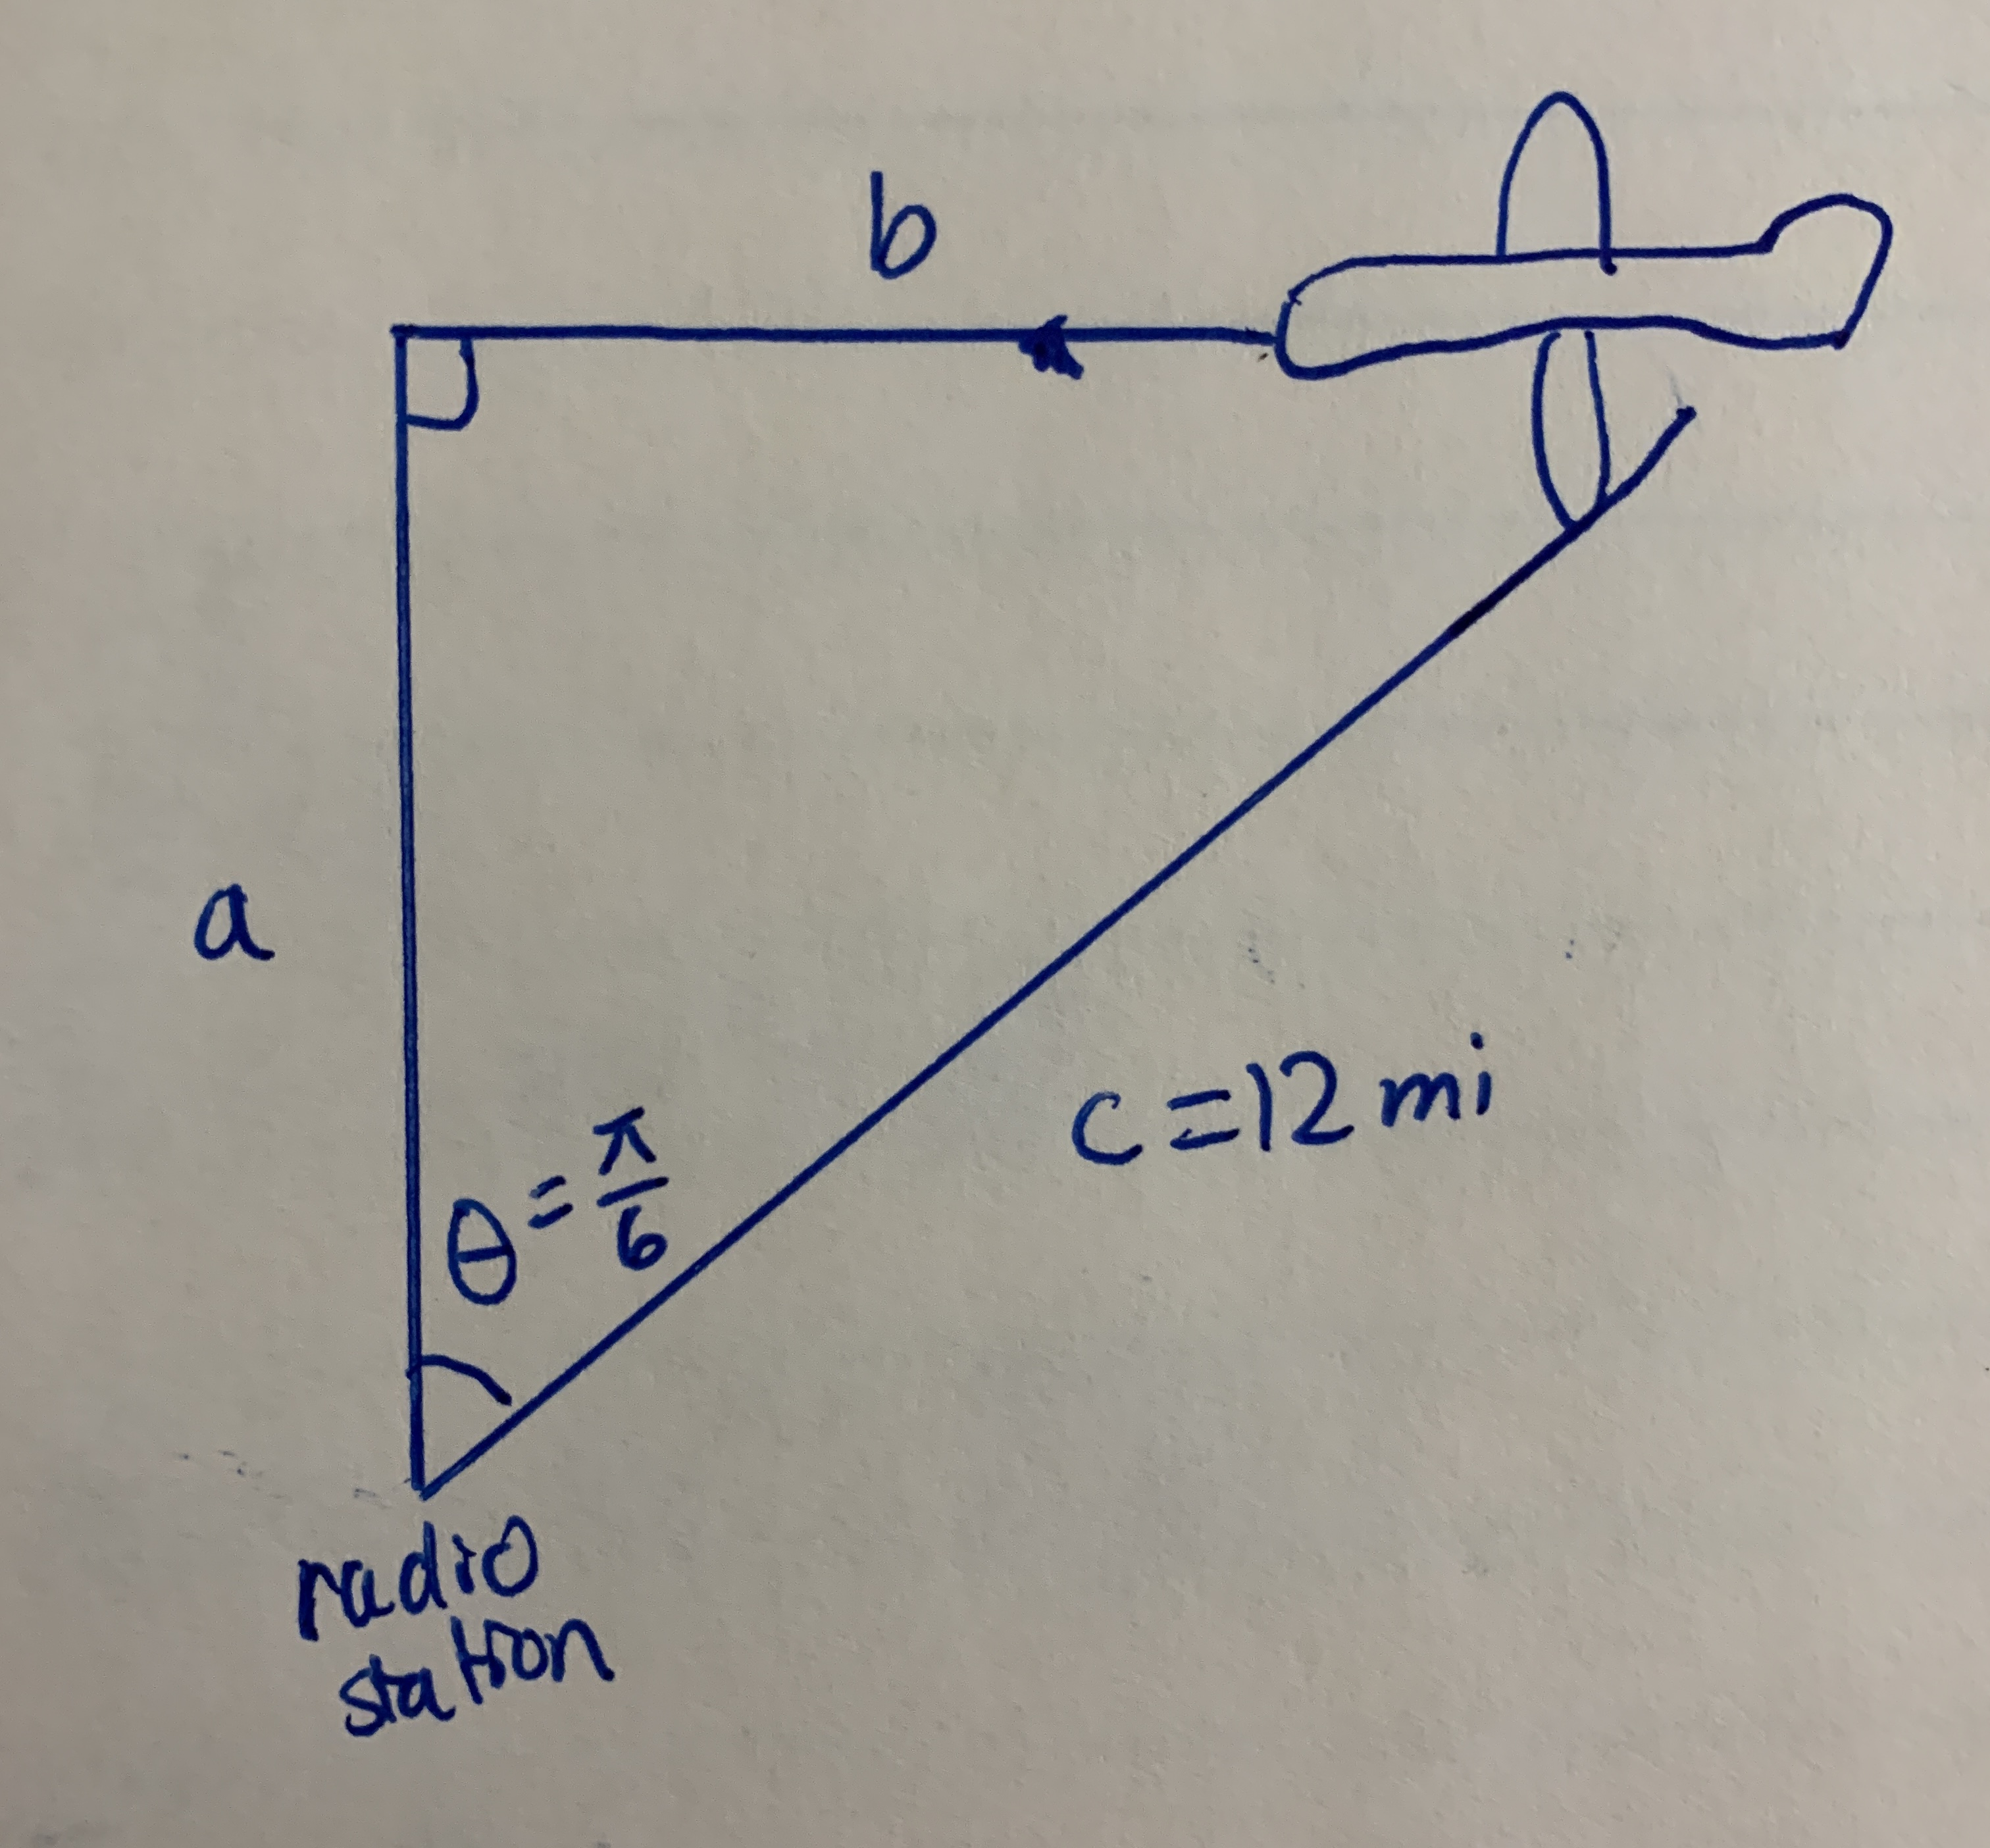 b
a
θ = π/6
c = 12 mi
radio
station